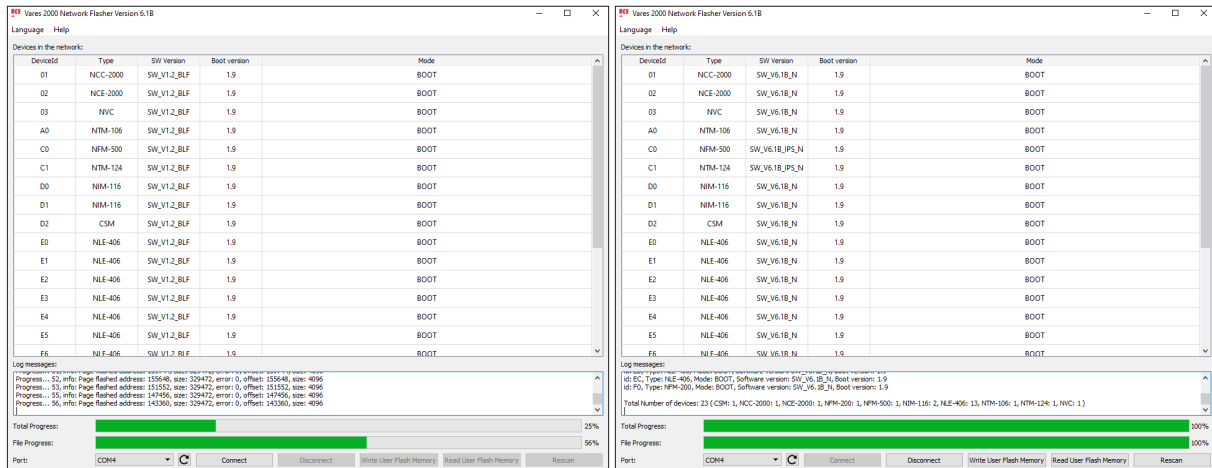 Vares 2000 Network Flasher Version 6.1B
Language Help
Devices in the network:
DeviceId Type SW Version Boot version Mode
01 NCC-2000 SW_V1.2_BLF 1.9 BOOT
02 NCE-2000 SW_V1.2_BLF 1.9 BOOT
03 NVC SW_V1.2_BLF 1.9 BOOT
A0 NTM-106 SW_V1.2_BLF 1.9 BOOT
C0 NFM-500 SW_V1.2_BLF 1.9 BOOT
C1 NTM-124 SW_V1.2_BLF 1.9 BOOT
D0 NIM-116 SW_V1.2_BLF 1.9 BOOT
D1 NIM-116 SW_V1.2_BLF 1.9 BOOT
D2 CSM SW_V1.2_BLF 1.9 BOOT
E0 NLE-406 SW_V1.2_BLF 1.9 BOOT
E1 NLE-406 SW_V1.2_BLF 1.9 BOOT
E2 NLE-406 SW_V1.2_BLF 1.9 BOOT
E3 NLE-406 SW_V1.2_BLF 1.9 BOOT
E4 NLE-406 SW_V1.2_BLF 1.9 BOOT
E5 NLE-406 SW_V1.2_BLF 1.9 BOOT
E6 NLE-406 SW_V1.2_BLF 1.9 BOOT
Log messages:
Progress... 52, info: Page flashed address: 155648, size: 329472, error: 0, offset: 155648, size: 4096
Progress... 53, info: Page flashed address: 151552, size: 329472, error: 0, offset: 151552, size: 4096
Progress... 55, info: Page flashed address: 147456, size: 329472, error: 0, offset: 147456, size: 4096
Progress... 56, info: Page flashed address: 143360, size: 329472, error: 0, offset: 143360, size: 4096
Total Progress: 25%
File Progress: 56%
Port: COM4 Connect Disconnect Write User Flash Memory Read User Flash Memory Rescan
Vares 2000 Network Flasher Version 6.1B
Language Help
Devices in the network:
DeviceId Type SW Version Boot version Mode
01 NCC-2000 SW_V6.1B_N 1.9 BOOT
02 NCE-2000 SW_V6.1B_N 1.9 BOOT
03 NVC SW_V6.1B_N 1.9 BOOT
A0 NTM-106 SW_V6.1B_N 1.9 BOOT
C0 NFM-500 SW_V6.1B_IPS_N 1.9 BOOT
C1 NTM-124 SW_V6.1B_IPS_N 1.9 BOOT
D0 NIM-116 SW_V6.1B_N 1.9 BOOT
D1 NIM-116 SW_V6.1B_N 1.9 BOOT
D2 CSM SW_V6.1B_N 1.9 BOOT
E0 NLE-406 SW_V6.1B_N 1.9 BOOT
E1 NLE-406 SW_V6.1B_N 1.9 BOOT
E2 NLE-406 SW_V6.1B_N 1.9 BOOT
E3 NLE-406 SW_V6.1B_N 1.9 BOOT
E4 NLE-406 SW_V6.1B_N 1.9 BOOT
E5 NLE-406 SW_V6.1B_N 1.9 BOOT
E6 NLE-406 SW_V6.1B_N 1.9 BOOT
Log messages:
id: EC, Type: NLE-406, Mode: BOOT, Software version: SW_V6.1B_N, Boot version: 1.9
id: F0, Type: NFM-200, Mode: BOOT, Software version: SW_V6.1B_N, Boot version: 1.9
Total Number of devices: 23 ( CSM: 1, NCC-2000: 1, NCE-2000: 1, NFM-200: 1, NFM-500: 1, NIM-116: 2, NLE-406: 13, NTM-106: 1, NTM-124: 1, NVC: 1 )
Total Progress: 100%
File Progress: 100%
Port: COM4 Connect Disconnect Write User Flash Memory Read User Flash Memory Rescan